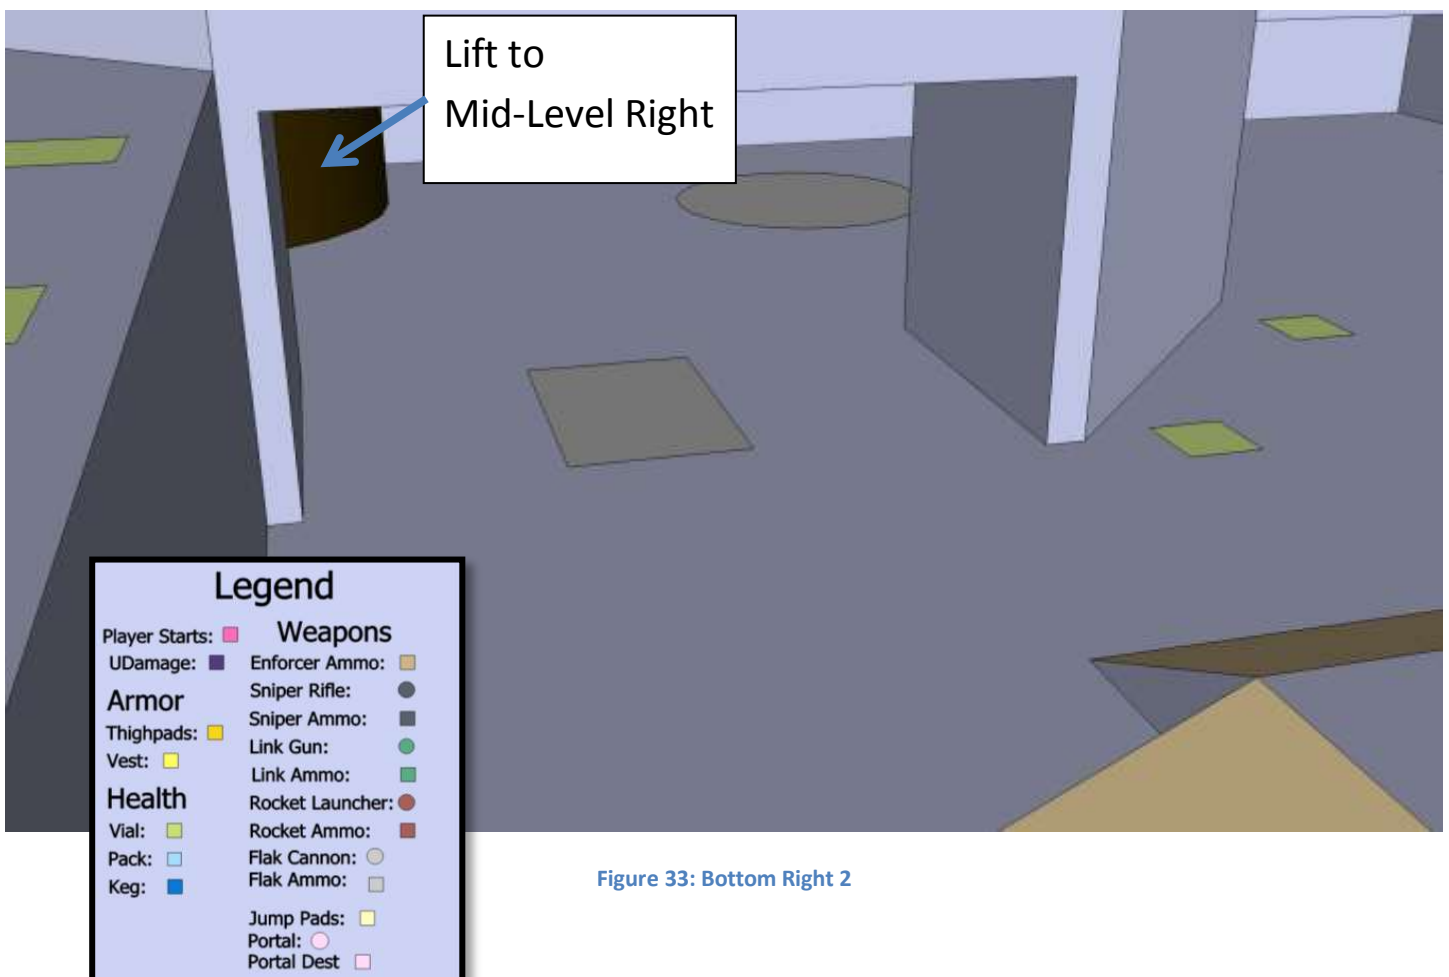 Lift to
Mid-Level Right
Legend
Player Starts:
UDamage:
Armor
Thighpads:
Vest:
Health
Vial:
Pack:
Keg:
Weapons
Enforcer Ammo:
Sniper Rifle:
Sniper Ammo:
Link Gun:
Link Ammo:
Rocket Launcher:
Rocket Ammo:
Flak Cannon:
Flak Ammo:
Jump Pads:
Portal:
Portal Dest
Figure 33: Bottom Right 2